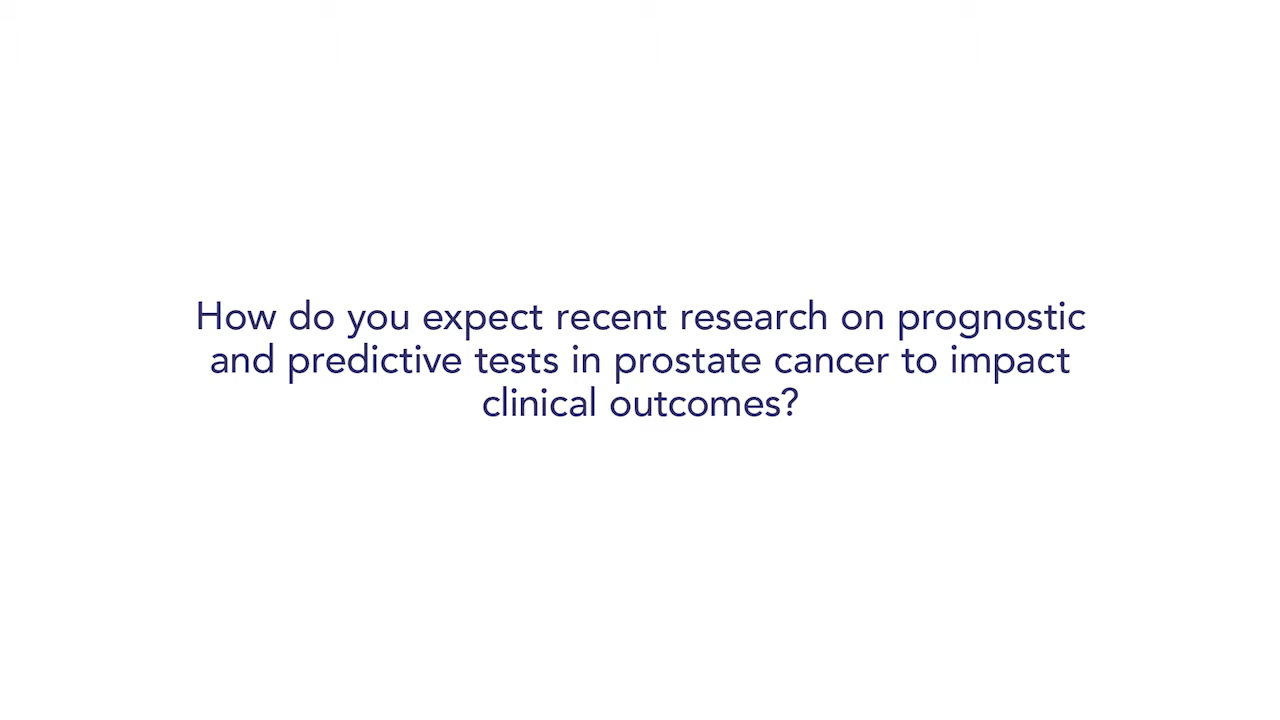 How do you expect recent research on prognostic
and predictive tests in prostate cancer to impact
clinical outcomes?